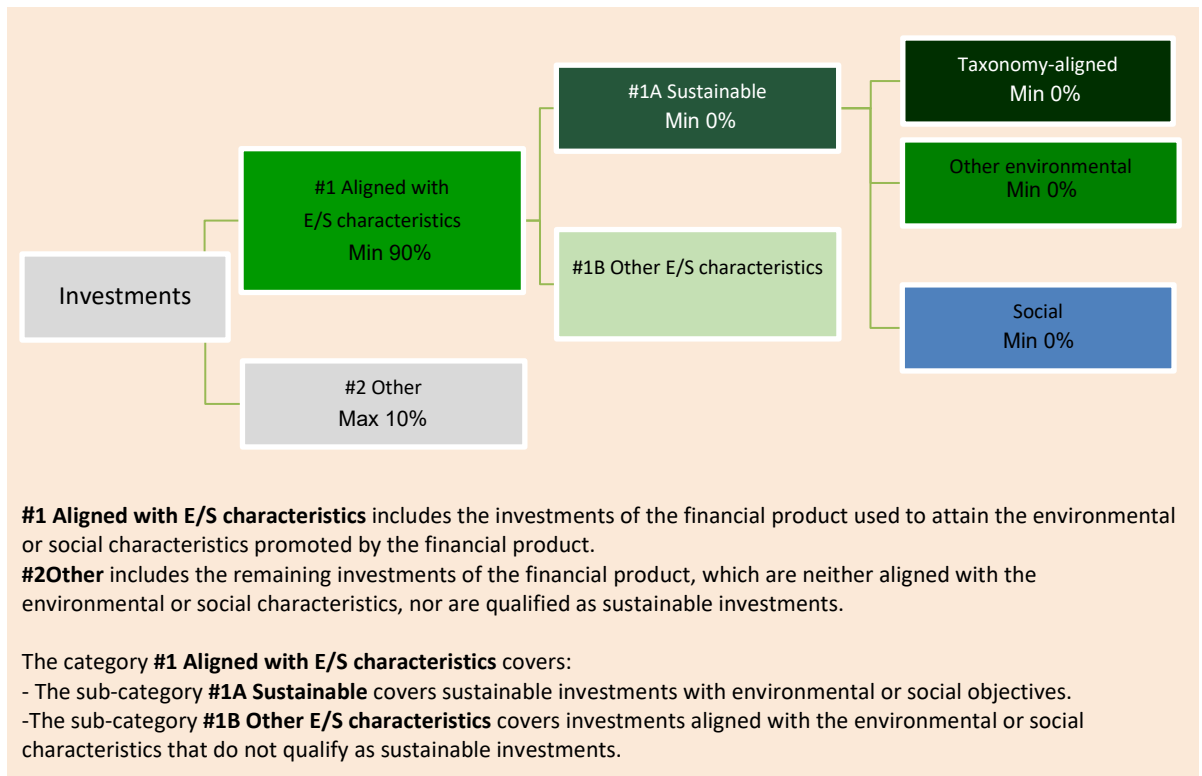 Investments
#1 Aligned with
E/S characteristics
Min 90%
#2 Other
Max 10%
#1A Sustainable
Min 0%
#1B Other E/S characteristics
Taxonomy-aligned
Min 0%
Other environmental
Min 0%
Social
Min 0%
#1 Aligned with E/S characteristics includes the investments of the financial product used to attain the environmental
or social characteristics promoted by the financial product.
#2Other includes the remaining investments of the financial product, which are neither aligned with the
environmental or social characteristics, nor are qualified as sustainable investments.
The category #1 Aligned with E/S characteristics covers:
- The sub-category #1A Sustainable covers sustainable investments with environmental or social objectives.
-The sub-category #1B Other E/S characteristics covers investments aligned with the environmental or social
characteristics that do not qualify as sustainable investments.